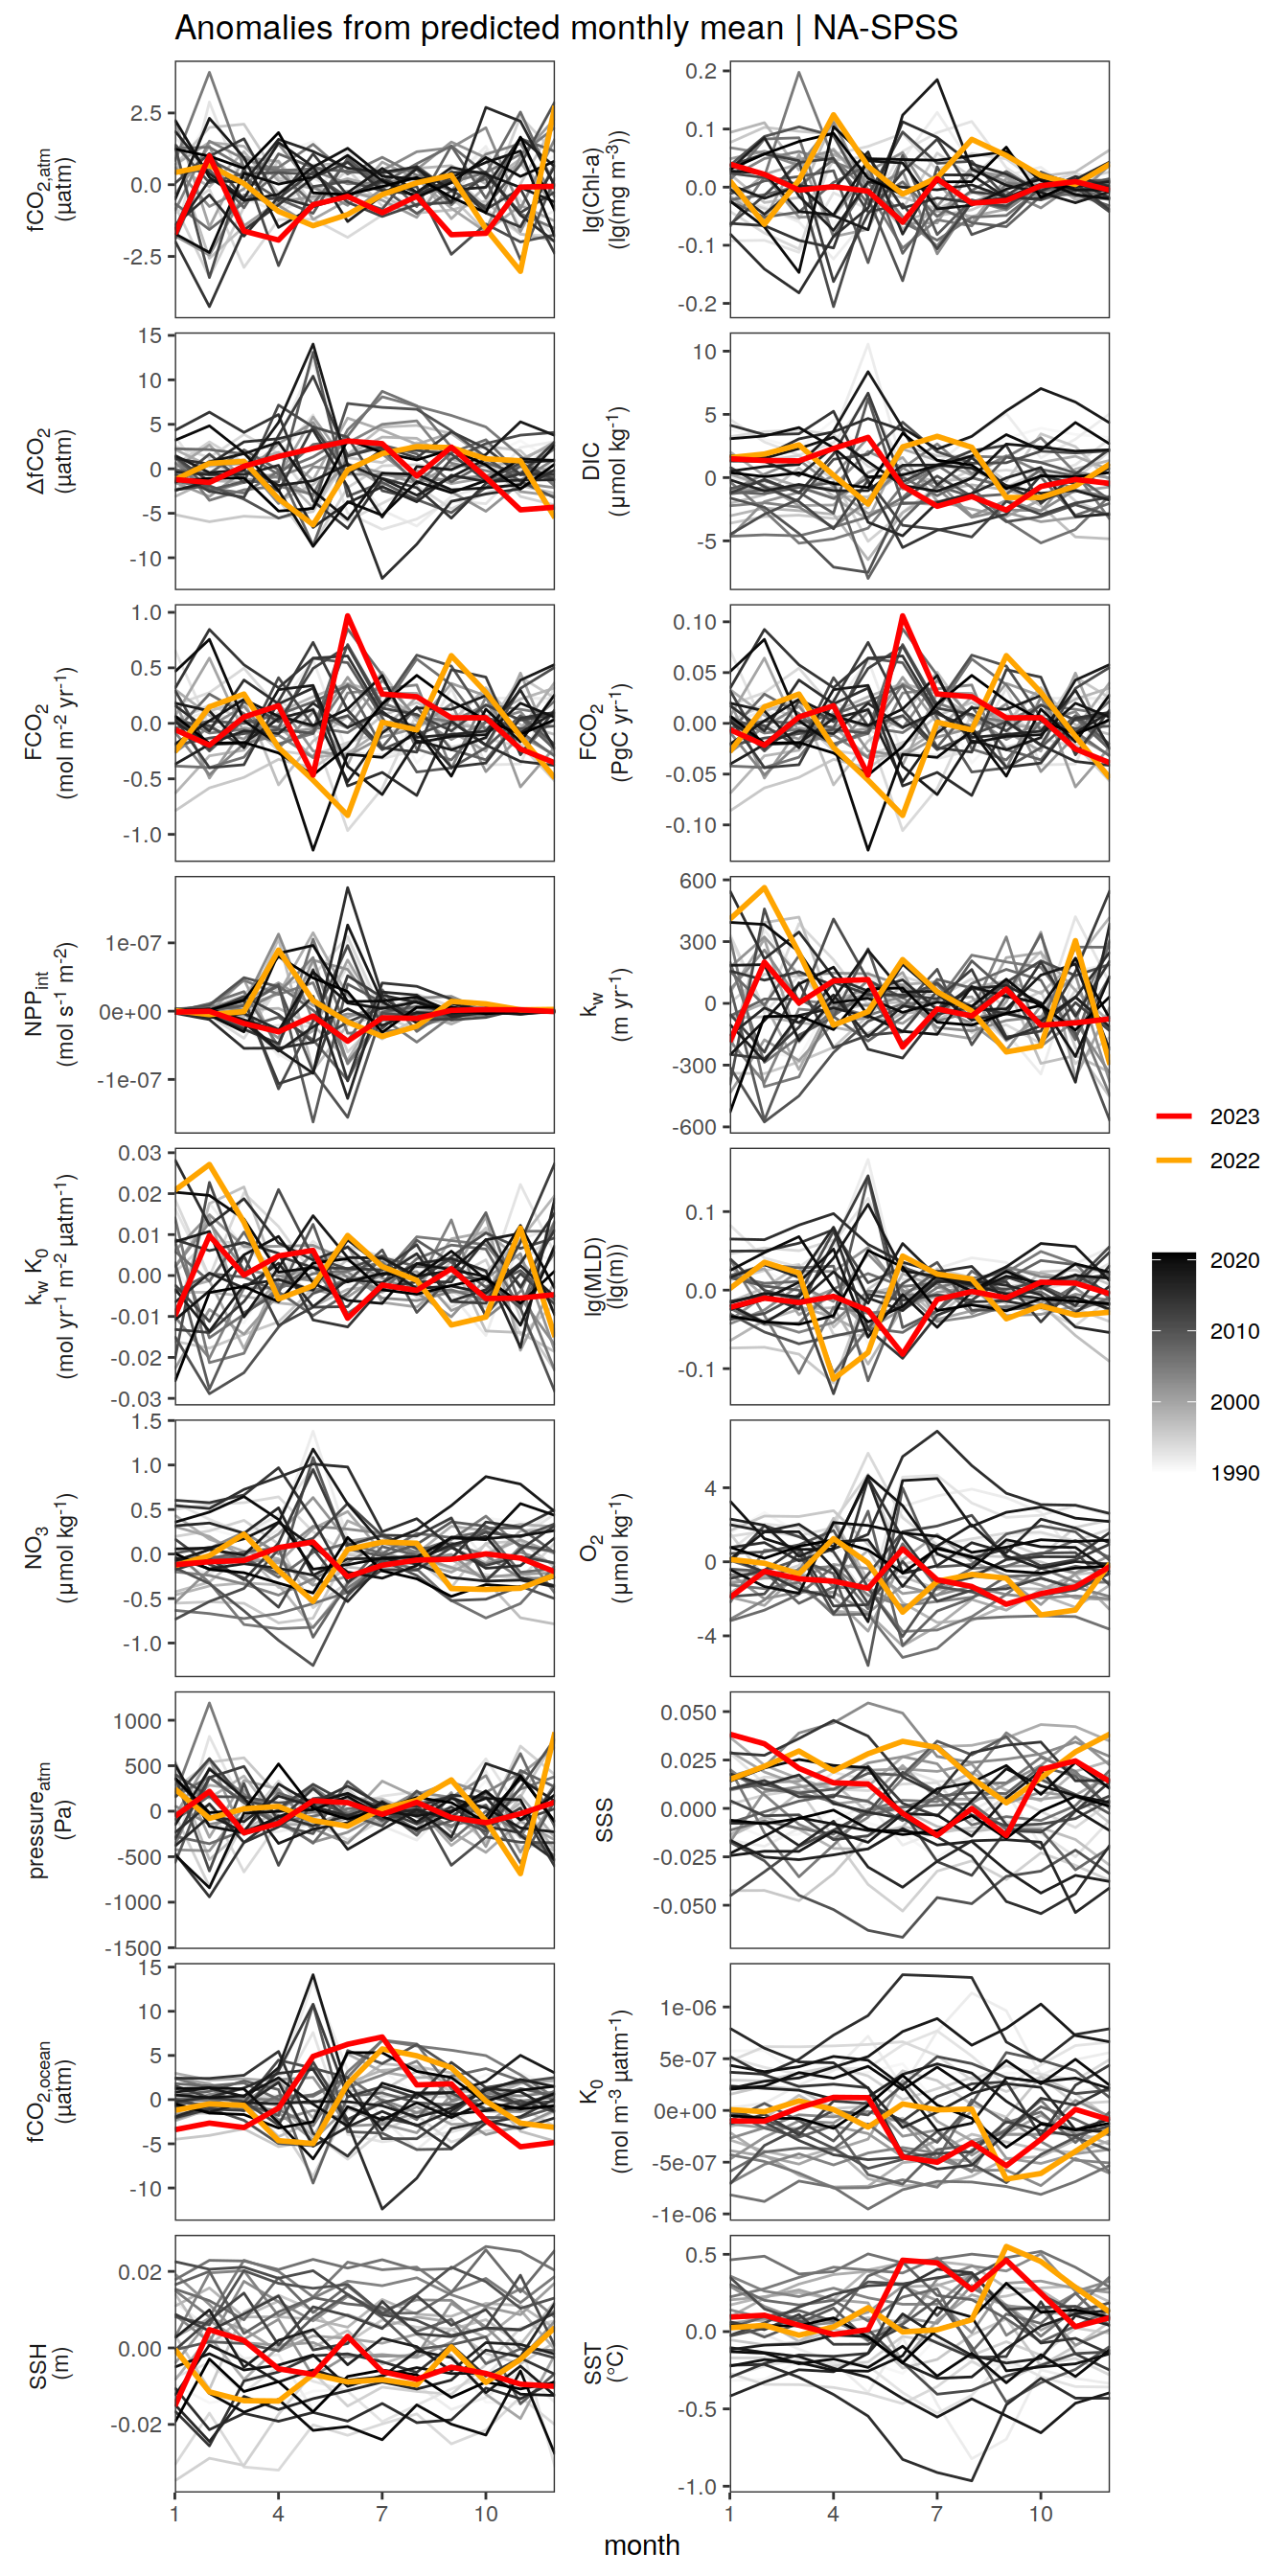 Anomalies from predicted monthly mean | NA-SPSS
fCO2,atm
(µatm)
2.5
0.0
-2.5
lg(Chl-a)
(lg(mg m-3))
0.2
0.1
0.0
-0.1
-0.2
ΔfCO2
(µatm)
15
10
5
0
-5
-10
DIC
(µmol kg-1)
10
5
0
-5
FCO2
(mol m-2 yr-1)
1.0
0.5
0.0
-0.5
-1.0
FCO2
(PgC yr-1)
0.10
0.05
0.00
-0.05
-0.10
NPPint
(mol s-1 m-2)
1e-07
0e+00
-1e-07
kw
(m yr-1)
600
300
0
-300
-600
kw K0
(mol yr-1 m-2 µatm-1)
0.03
0.02
0.01
0.00
-0.01
-0.02
-0.03
lg(MLD)
(lg(m))
0.1
0.0
-0.1
NO3
(µmol kg-1)
1.5
1.0
0.5
0.0
-0.5
-1.0
O2
(µmol kg-1)
4
0
-4
pressureatm
(Pa)
1000
500
0
-500
-1000
-1500
SSS
0.050
0.025
0.000
-0.025
-0.050
fCO2,ocean
(µatm)
15
10
5
0
-5
-10
K0
(mol m-3 µatm-1)
1e-06
5e-07
0e+00
-5e-07
-1e-06
SSH
(m)
0.02
0.00
-0.02
SST
(°C)
0.5
0.0
-0.5
-1.0
1
4
7
10
1
4
7
10
month
2023
2022
2020
2010
2000
1990